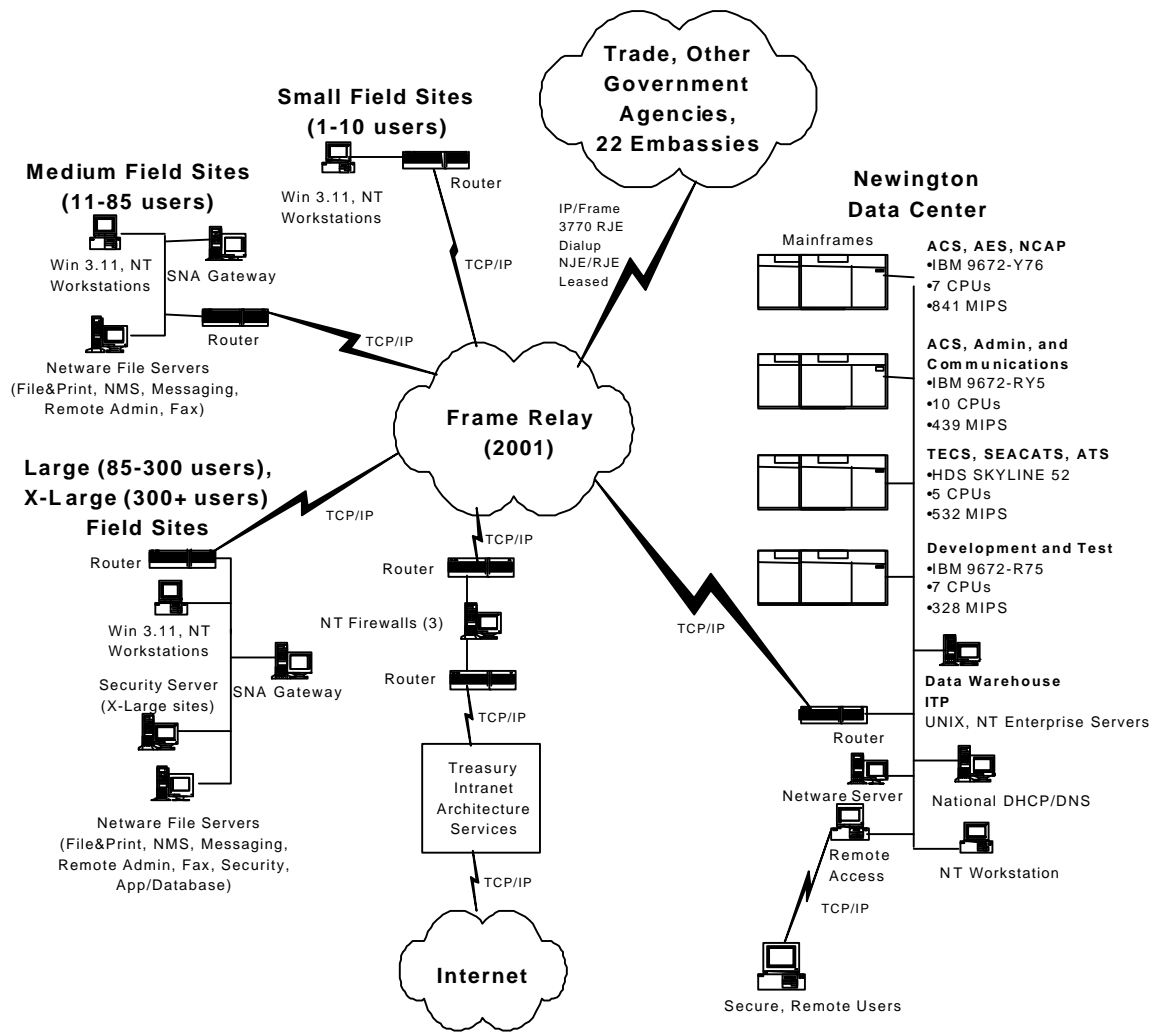 Trade, Other
Government
Agencies,
22 Embassies
Small Field Sites
(1-10 users)
Router
Win 3.11, NT
Workstations
TCP/IP
Medium Field Sites
(11-85 users)
Win 3.11, NT
Workstations
SNA Gateway
Router
TCP/IP
Netware File Servers
(File&Print, NMS, Messaging,
Remote Admin, Fax)
IP/Frame
3770 RJE
Dialup
NJE/RJE
Leased
Frame Relay
(2001)
Newington
Data Center
Mainframes
ACS, AES, NCAP
•IBM 9672-Y76
•7 CPUs
•841 MIPS
ACS, Admin, and
Communications
•IBM 9672-RY5
•10 CPUs
•439 MIPS
TECS, SEACATS, ATS
•HDS SKYLINE 52
•5 CPUs
•532 MIPS
Development and Test
•IBM 9672-R75
•7 CPUs
•328 MIPS
Large (85-300 users),
X-Large (300+ users)
Field Sites
TCP/IP
Router
Win 3.11, NT
Workstations
SNA Gateway
Security Server
(X-Large sites)
Netware File Servers
(File&Print, NMS, Messaging,
Remote Admin, Fax, Security,
App/Database)
TCP/IP
Router
NT Firewalls (3)
Router
TCP/IP
Treasury
Intranet
Architecture
Services
TCP/IP
Internet
TCP/IP
Data Warehouse
ITP
UNIX, NT Enterprise Servers
Router
Netware Server
National DHCP/DNS
Remote
Access
NT Workstation
TCP/IP
Secure, Remote Users